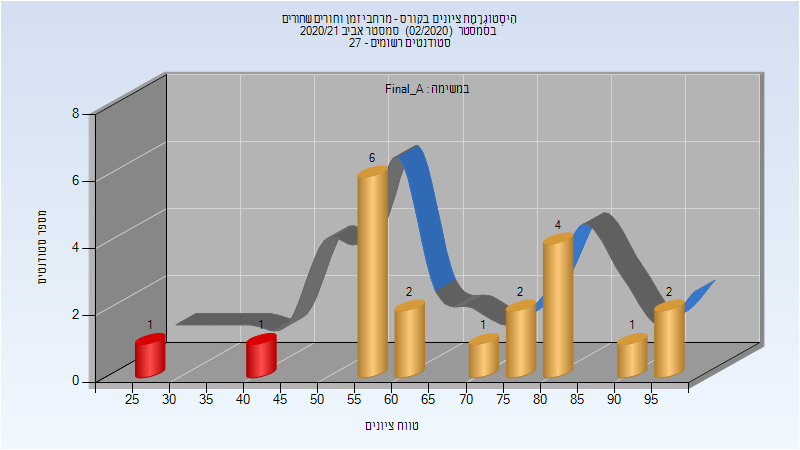 היסטוגרמת ציונים בקורס - מרחבי זמן וחורים שחורים
בסמסטר (02/2020) סמסטר אביב 2020/21
סטודנטים רשומים - 27
במשימה : Final_A
מספר סטודנטים
8
6
4
2
0
1
1
6
2
1
2
4
1
2
25 30 35 40 45 50 55 60 65 70 75 80 85 90 95
טווח ציונים